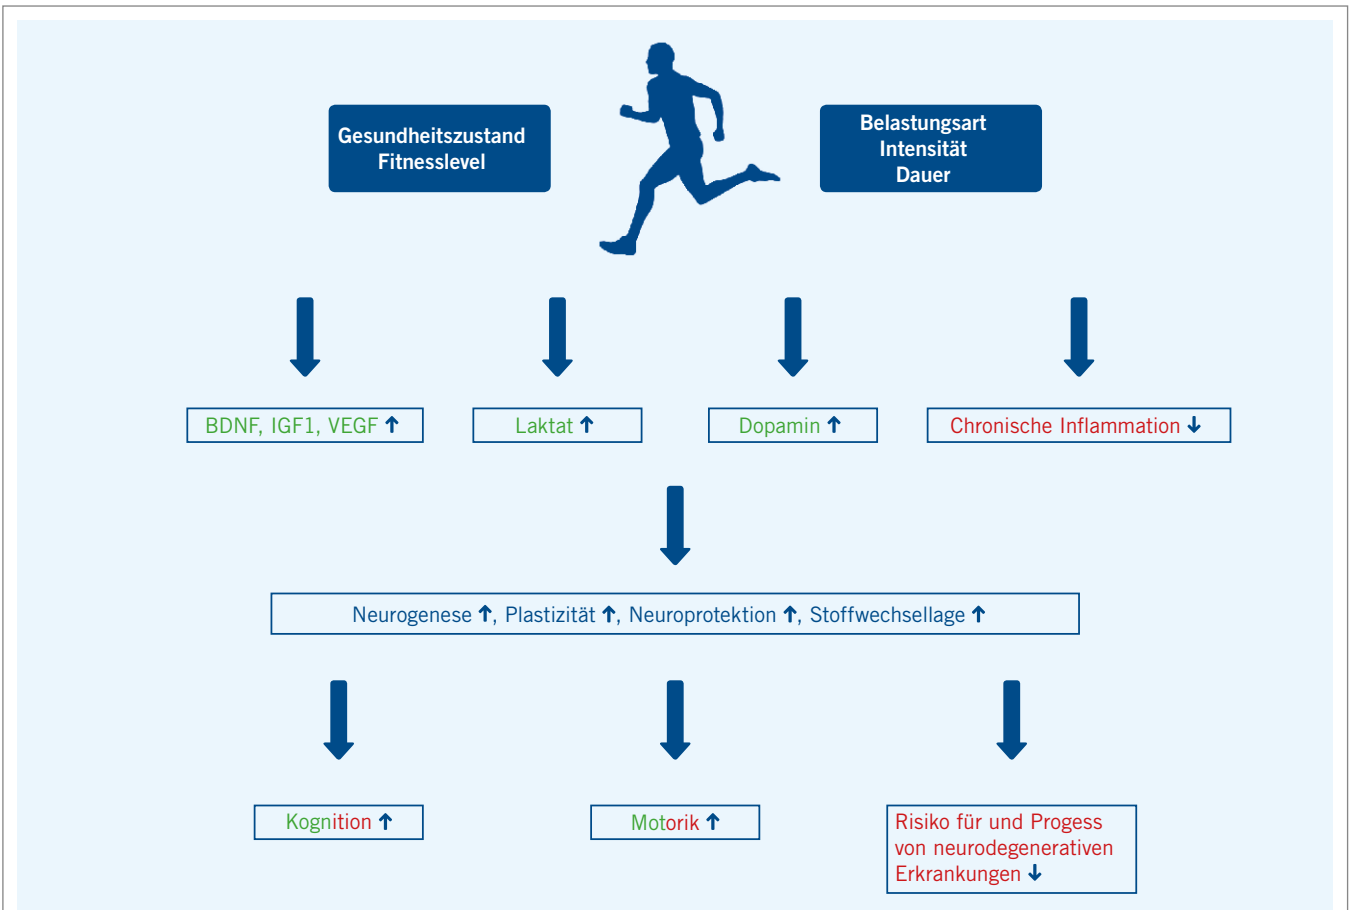 Gesundheitszustand
Fitnesslevel
Belastungsart
Intensität
Dauer
BDNF, IGF1, VEGF ↑
Laktat ↑
Dopamin ↑
Chronische Inflammation ↓
Neurogenese ↑, Plastizität ↑, Neuroprotektion ↑, Stoffwechsellage ↑
Kognition ↑
Motorik ↑
Risiko für und Progess
von neurodegenerativen
Erkrankungen ↓